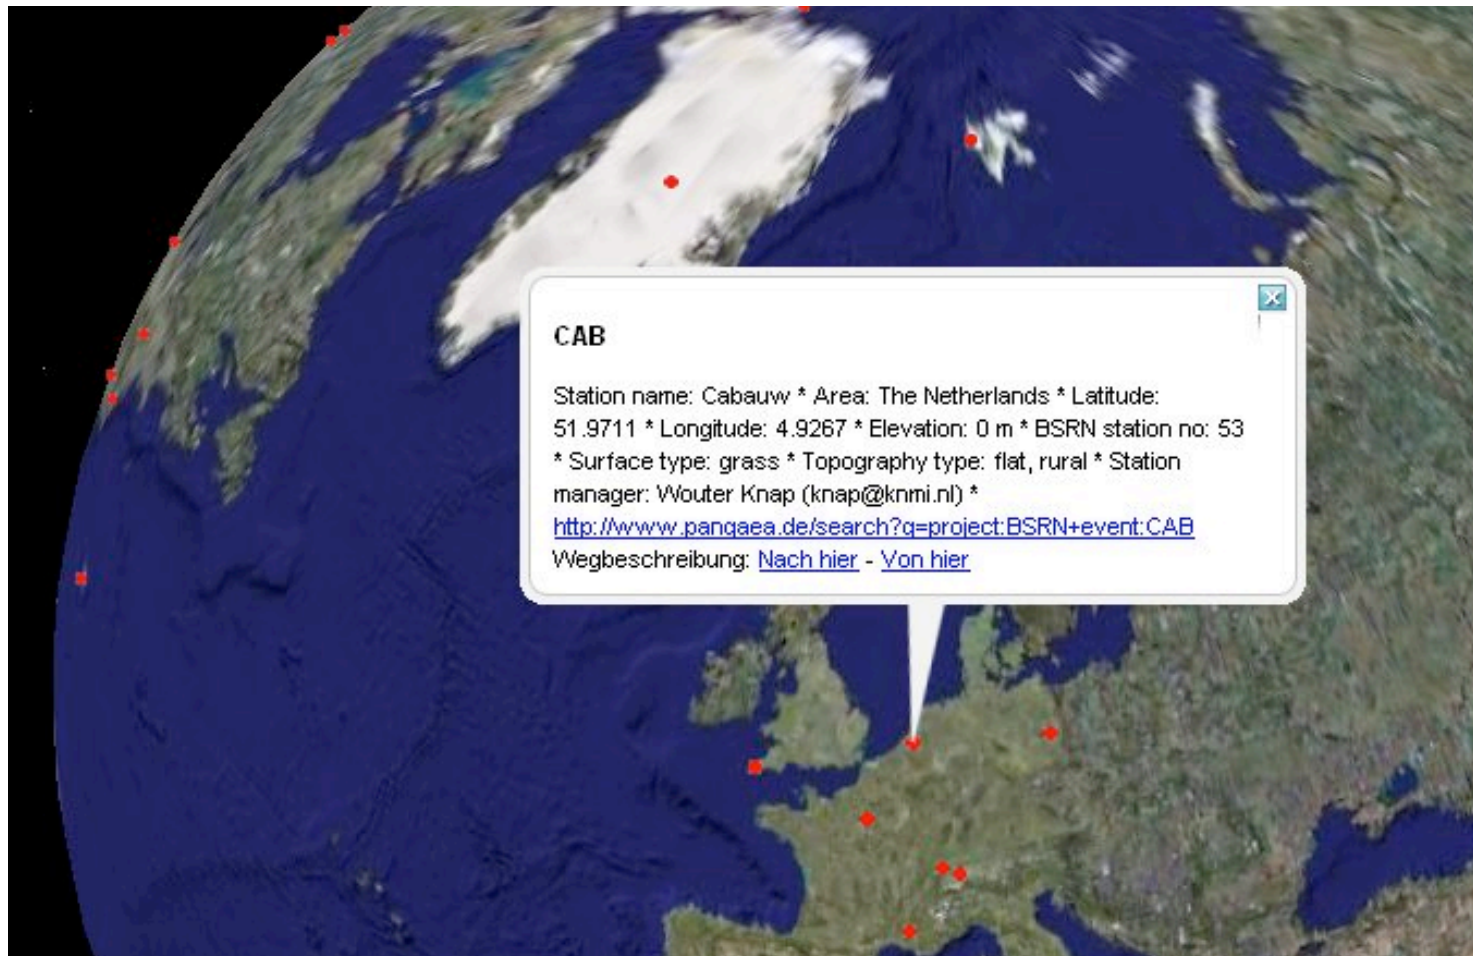 CAB
Station name: Cabauw * Area: The Netherlands * Latitude:
51.9711 * Longitude: 4.9267 * Elevation: 0 m * BSRN station no: 53
* Surface type: grass * Topography type: flat, rural * Station
manager: Wouter Knap (knap@knmi.nl) *
http://www.pangaea.de/search?q=project:BSRN+event:CAB
Wegbeschreibung: Nach hier - Von hier